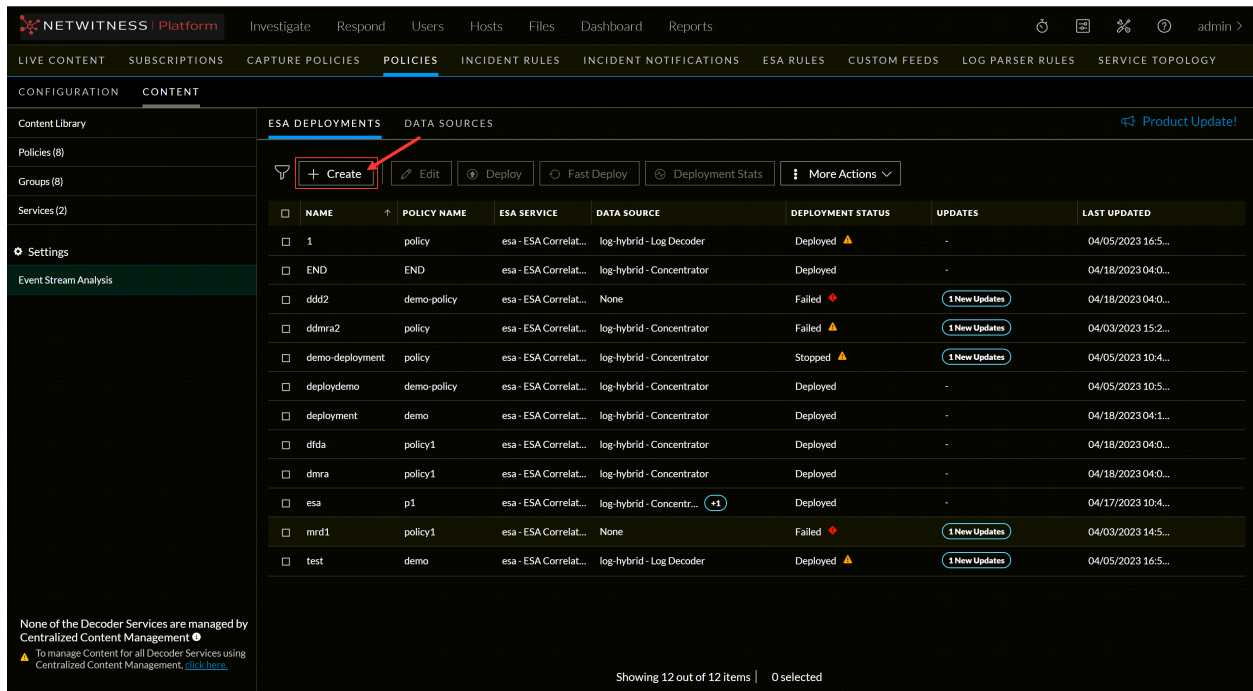 NETWITNESS Platform Investigate Respond Users Hosts Files Dashboard Reports admin >
LIVE CONTENT SUBSCRIPTIONS CAPTURE POLICIES POLICIES INCIDENT RULES INCIDENT NOTIFICATIONS ESA RULES CUSTOM FEEDS LOG PARSER RULES SERVICE TOPOLOGY
CONFIGURATION CONTENT
Content Library
Policies (8)
Groups (8)
Services (2)
Settings
Event Stream Analysis
None of the Decoder Services are managed by
Centralized Content Management
To manage Content for all Decoder Services using
Centralized Content Management, click here.
ESA DEPLOYMENTS DATA SOURCES Product Update!
+ Create Edit Deploy Fast Deploy Deployment Stats More Actions
NAME ↑ POLICY NAME ESA SERVICE DATA SOURCE DEPLOYMENT STATUS UPDATES LAST UPDATED
1 policy esa - ESA Correlat... log-hybrid - Log Decoder Deployed - 04/05/2023 16:5...
END END esa - ESA Correlat... log-hybrid - Concentrator Deployed - 04/18/2023 04:0...
ddd2 demo-policy esa - ESA Correlat... None Failed 1 New Updates 04/18/2023 04:0...
ddmra2 policy esa - ESA Correlat... log-hybrid - Concentrator Failed 1 New Updates 04/03/2023 15:2...
demo-deployment policy esa - ESA Correlat... log-hybrid - Concentrator Stopped 1 New Updates 04/05/2023 10:4...
deploydemo demo-policy esa - ESA Correlat... log-hybrid - Concentrator Deployed - 04/05/2023 10:5...
deployment demo esa - ESA Correlat... log-hybrid - Concentrator Deployed - 04/18/2023 04:1...
dfda policy1 esa - ESA Correlat... log-hybrid - Concentrator Deployed - 04/18/2023 04:0...
dmra policy1 esa - ESA Correlat... log-hybrid - Concentrator Deployed - 04/18/2023 04:0...
esa p1 esa - ESA Correlat... log-hybrid - Concentr... +1 Deployed - 04/17/2023 10:4...
mrd1 policy1 esa - ESA Correlat... None Failed 1 New Updates 04/03/2023 14:5...
test demo esa - ESA Correlat... log-hybrid - Log Decoder Deployed 1 New Updates 04/05/2023 16:5...
Showing 12 out of 12 items | 0 selected